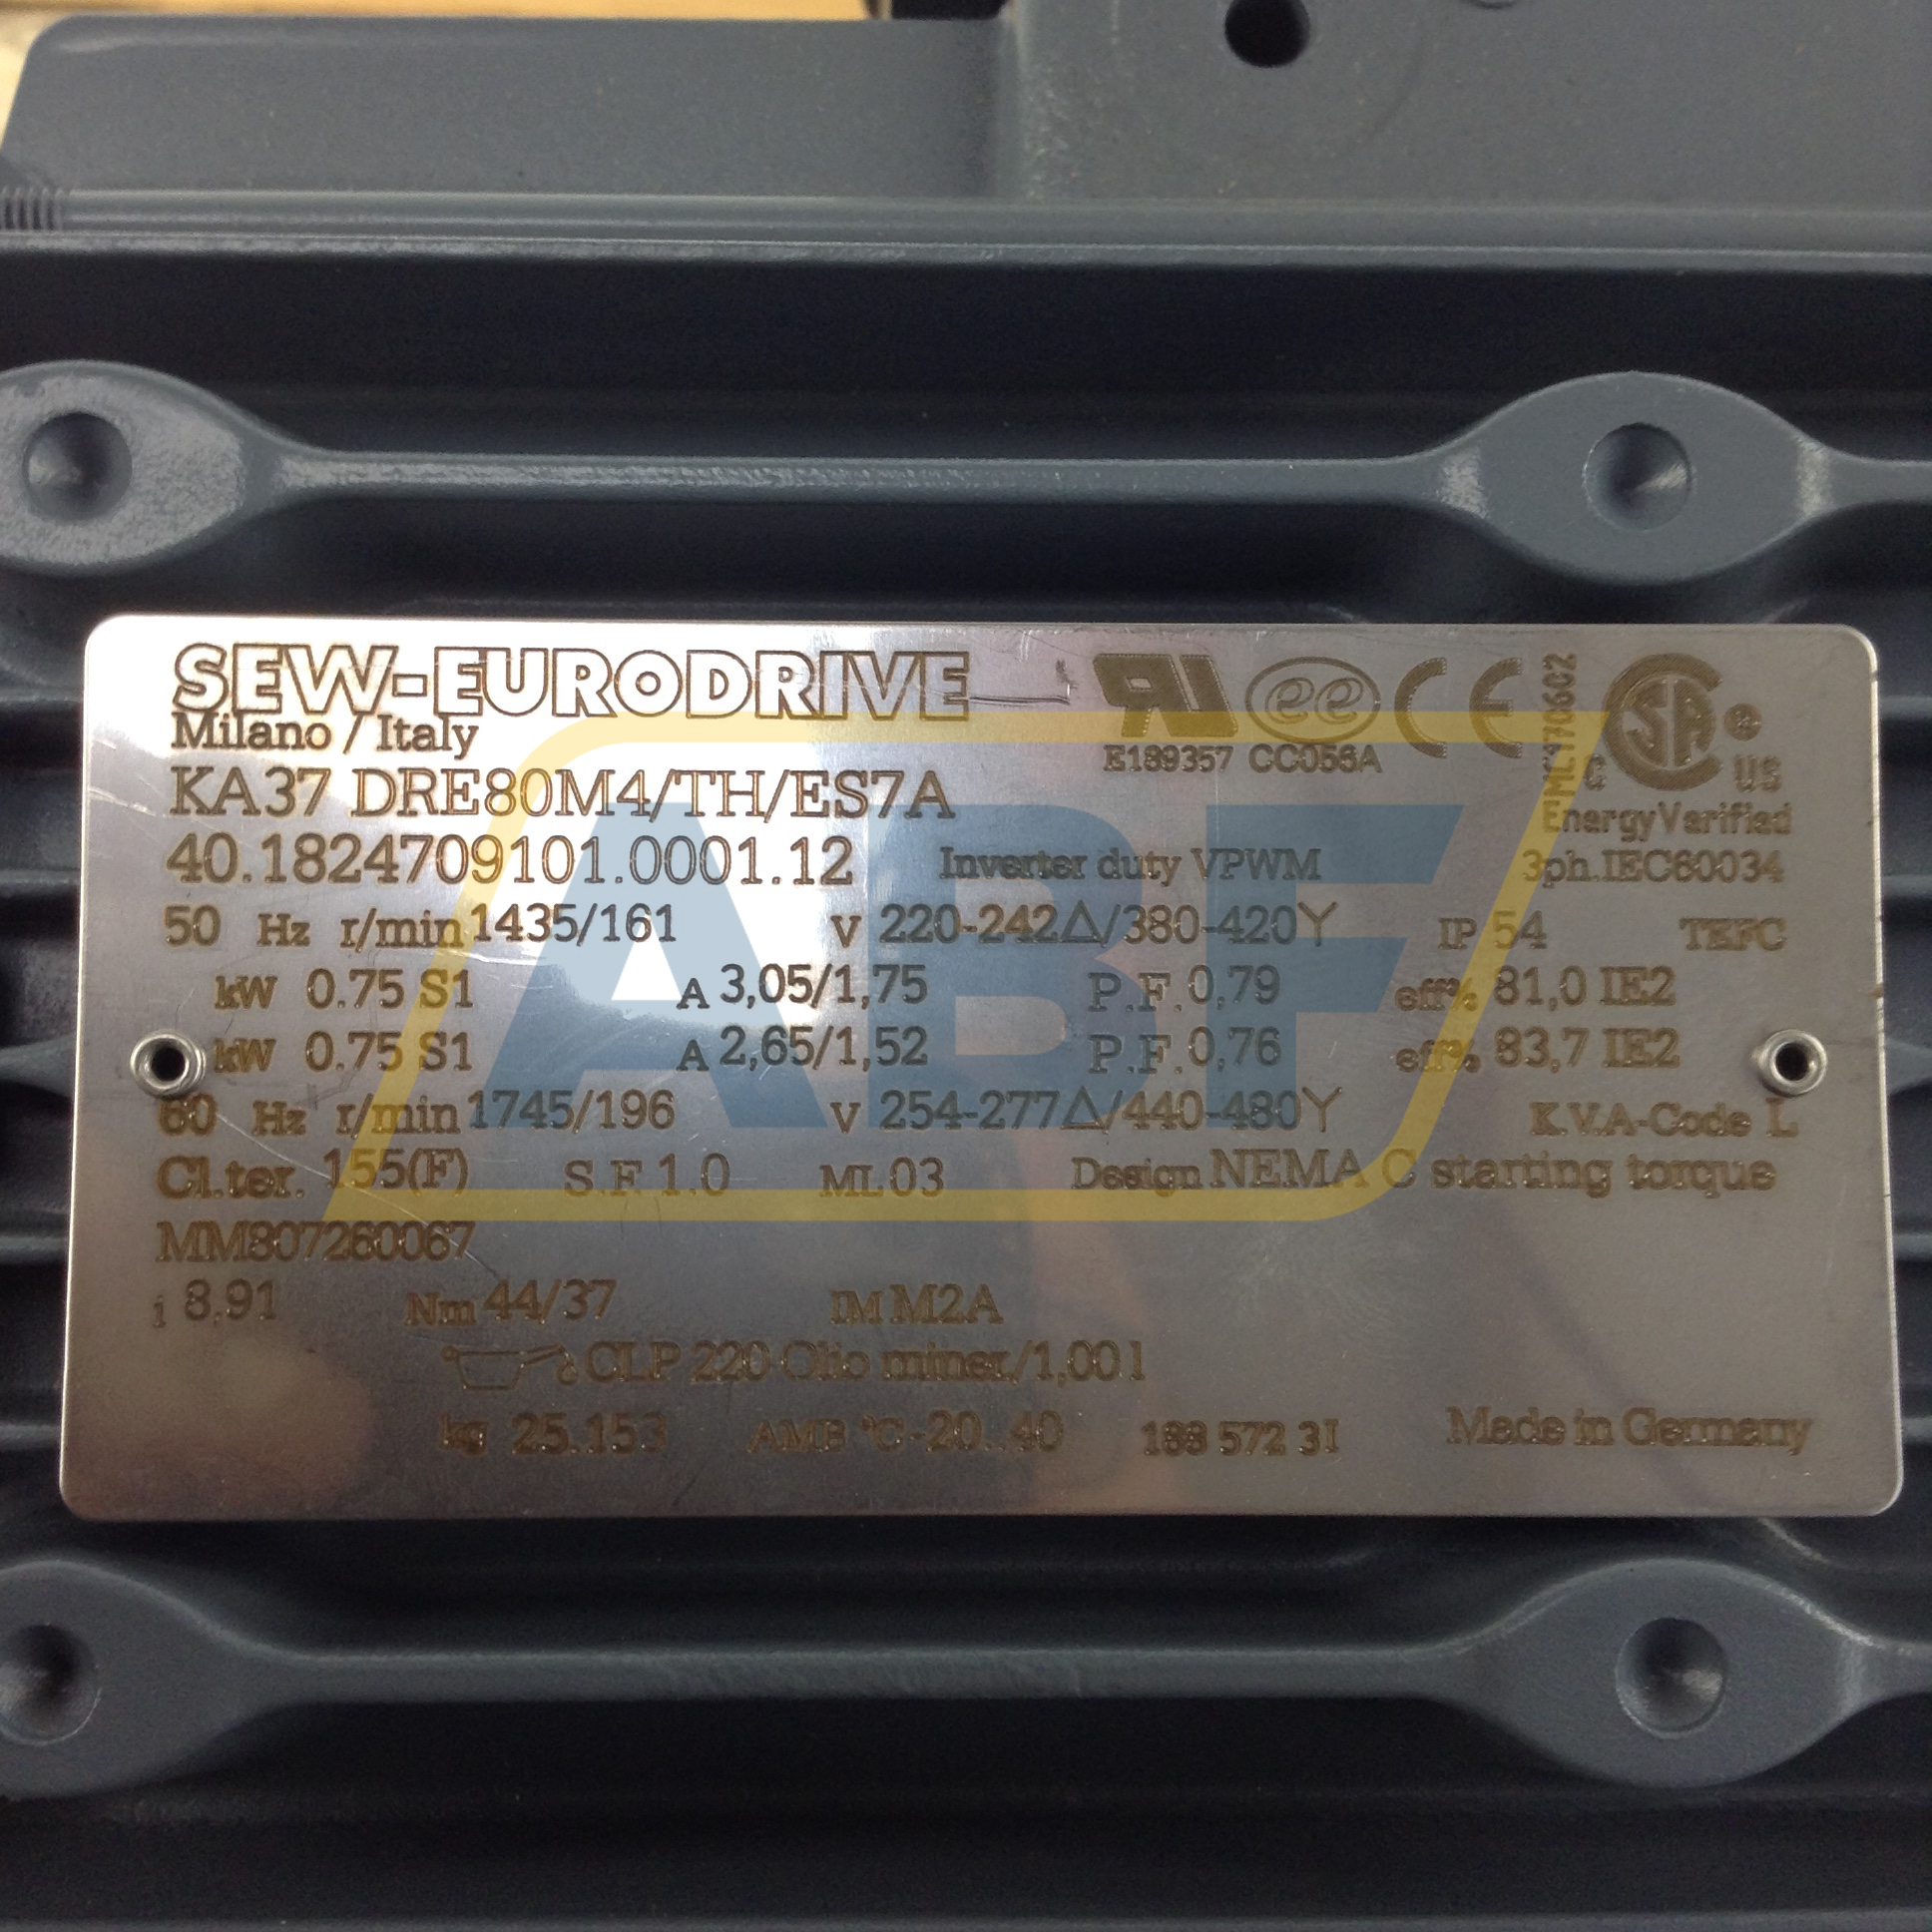 SEW-EURODRIVE
Milano / Italy
E189357 CC056A
C US
EnergyVerified
KA37 DRE80M4/TH/ES7A
40.1824709101.0001.12 Inverter duty VPWM 3ph.IEC60034
50 Hz r/min 1435/161 V 220-242△/380-420Y IP 54 TEFC
kW 0.75 S1 A 3,05/1,75 P.F. 0,79 eff% 81,0 IE2
kW 0.75 S1 A 2,65/1,52 P.F. 0,76 eff% 83,7 IE2
60 Hz r/min 1745/196 V 254-277△/440-480Y K.V.A-Code L
Cl.ter. 155(F) S.F. 1.0 ML 03 Design NEMA C starting torque
MM807260067
i 8,91 Nm 44/37 IM M2A
CLP 220 Olio miner./1,00 l
kg 25.153 AMB °C -20..40 188 572 3I Made in Germany
ABF